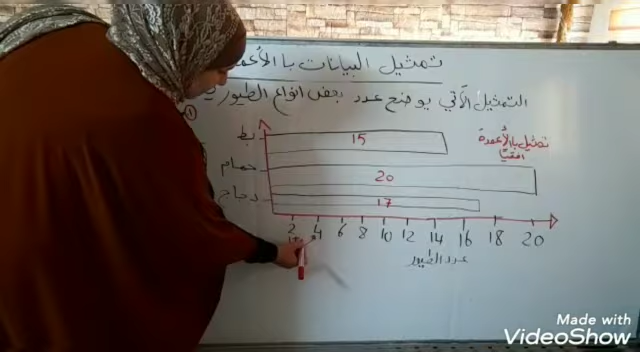 تمثيل البيانات بالأعمدة
التمثيل الآتي يوضح عدد بعض أنواع الطيور
تمثيل بالأعمدة
افقيًا
بط
15
حمام
20
دجاج
17
2 4 6 8 10 12 14 16 18 20
عدد الطيور
Made with
VideoShow